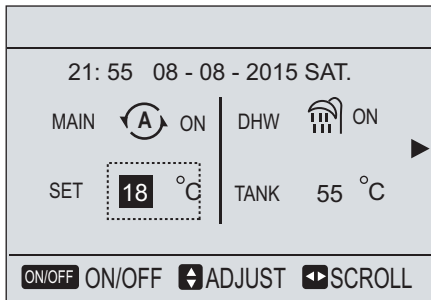 21: 55 08 - 08 - 2015 SAT.
MAIN A ON DHW ON
SET 18 °C TANK 55 °C
ON/OFF ON/OFF ADJUST SCROLL